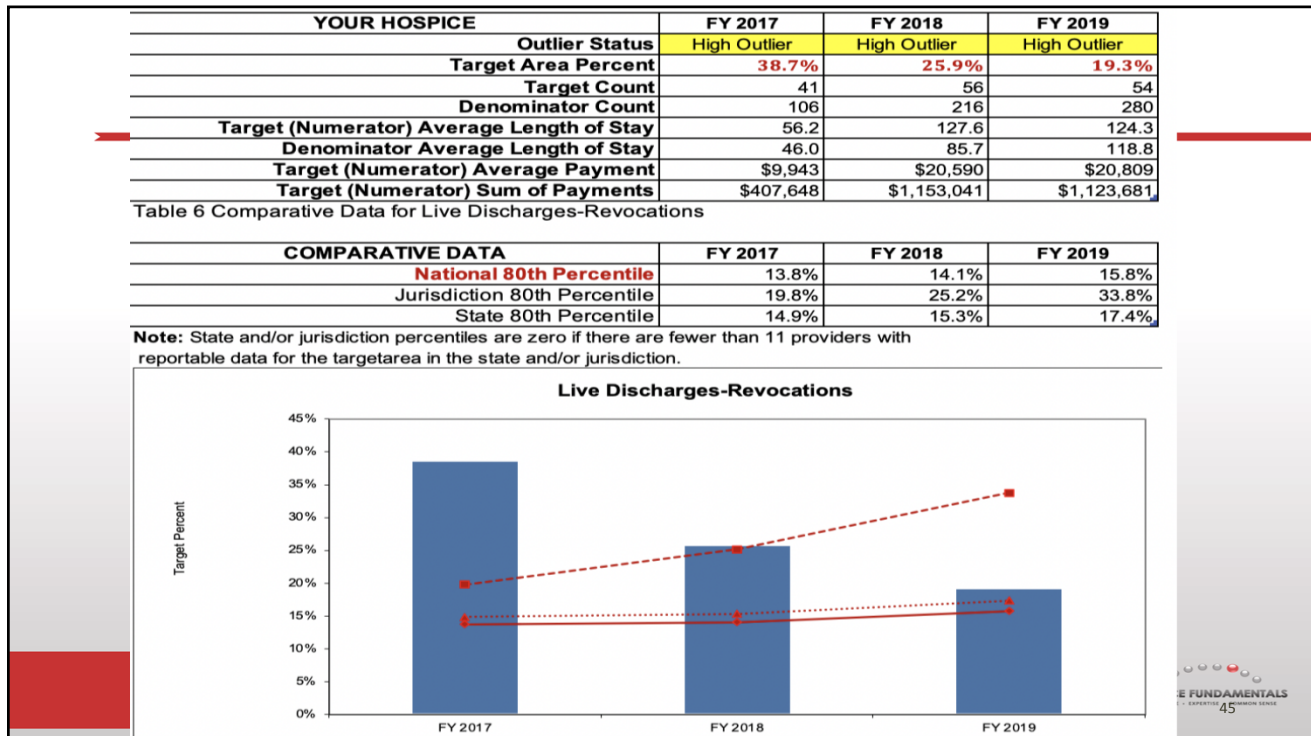 YOUR HOSPICE FY 2017 FY 2018 FY 2019
Outlier Status High Outlier High Outlier High Outlier
Target Area Percent 38.7% 25.9% 19.3%
Target Count 41 56 54
Denominator Count 106 216 280
Target (Numerator) Average Length of Stay 56.2 127.6 124.3
Denominator Average Length of Stay 46.0 85.7 118.8
Target (Numerator) Average Payment $9,943 $20,590 $20,809
Target (Numerator) Sum of Payments $407,648 $1,153,041 $1,123,681
Table 6 Comparative Data for Live Discharges-Revocations
COMPARATIVE DATA FY 2017 FY 2018 FY 2019
National 80th Percentile 13.8% 14.1% 15.8%
Jurisdiction 80th Percentile 19.8% 25.2% 33.8%
State 80th Percentile 14.9% 15.3% 17.4%
Note: State and/or jurisdiction percentiles are zero if there are fewer than 11 providers with
reportable data for the targetarea in the state and/or jurisdiction.
Live Discharges-Revocations
Target Percent
45%
40%
35%
30%
25%
20%
15%
10%
5%
0%
FY 2017 FY 2018 FY 2019
CE FUNDAMENTALS
• EXPERTISE • COMMON SENSE
45